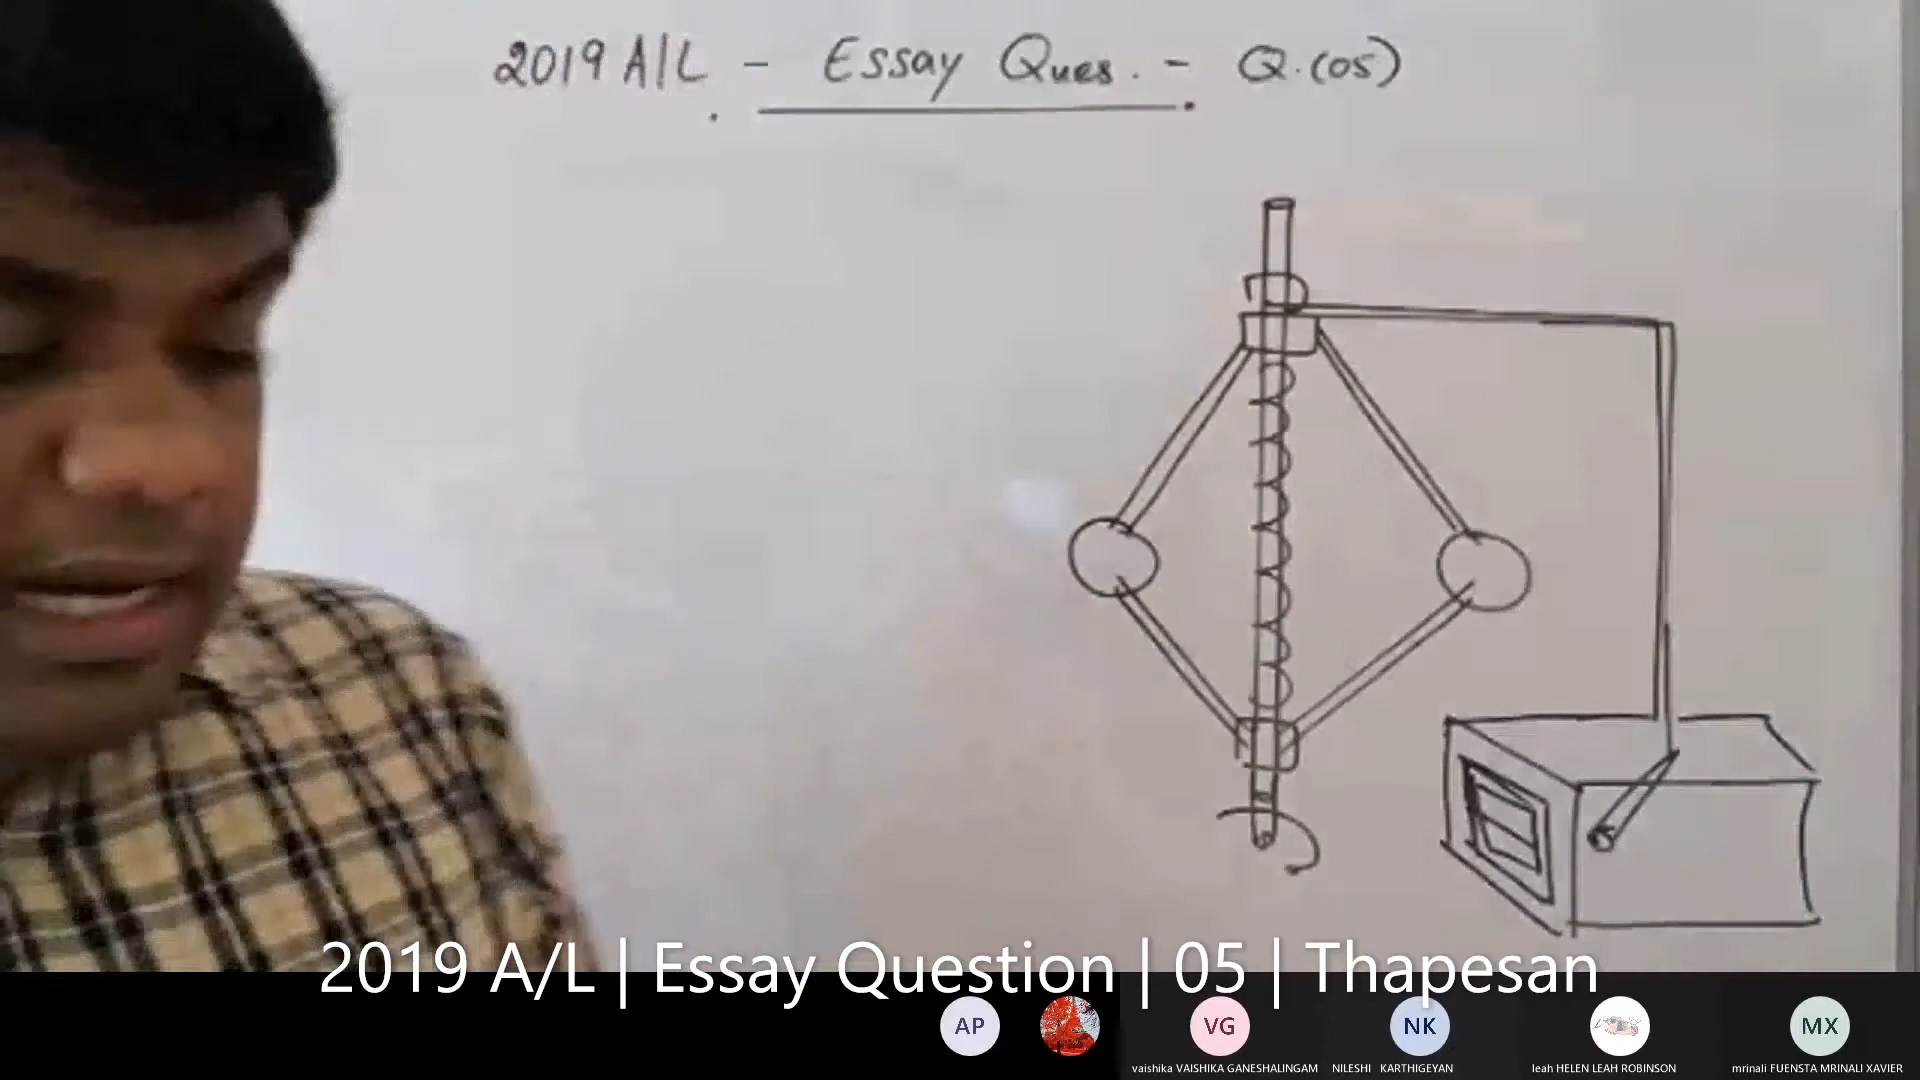 2019 A/L - Essay Ques. - Q.(05)
2019 A/L | Essay Question | 05 | Thapesan
AP
VG
NK
MX
vaishika VAISHIKA GANESHALINGAM
NILESHI KARTHIGEYAN
leah HELEN LEAH ROBINSON
mrinali FUENSTA MRINALI XAVIER